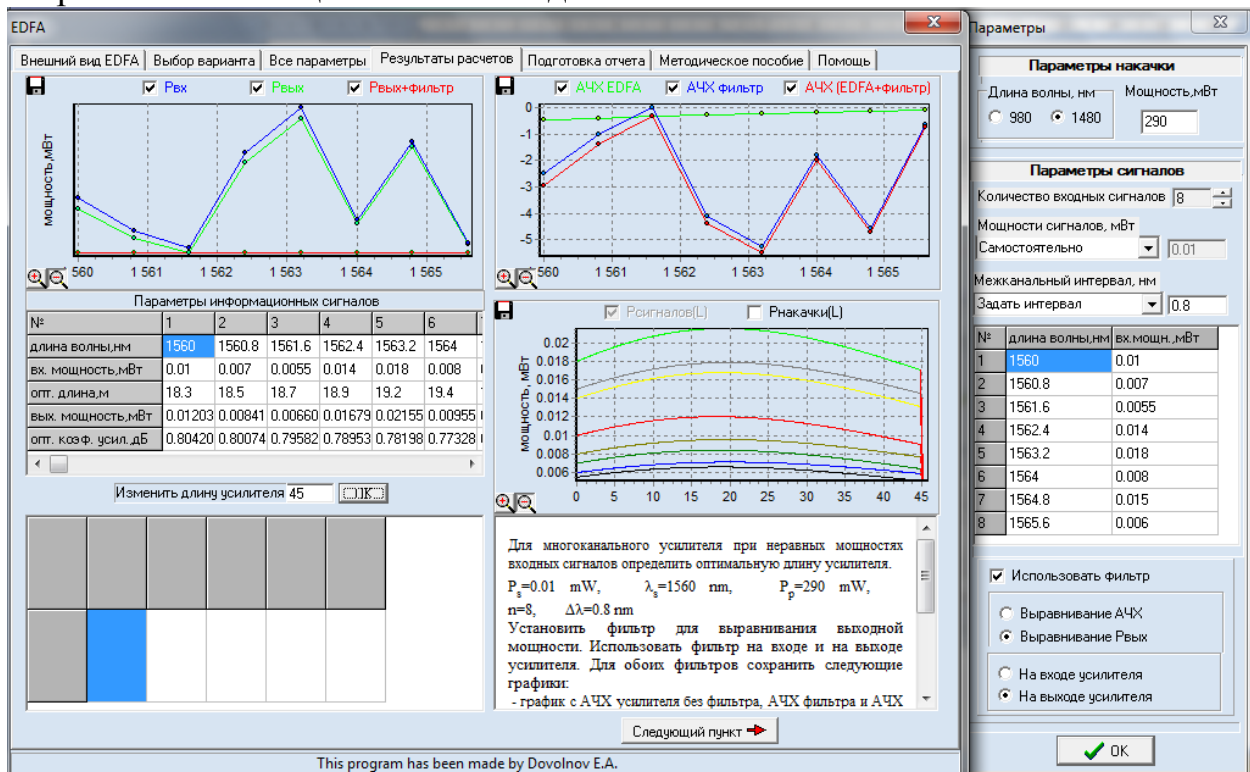 EDFA
Внешний вид EDFA Выбор варианта Все параметры Результаты расчетов Подготовка отчета Методическое пособие Помощь
Рвх Рвых Рвых+фильтр
мощность,мВт
560 1 561 1 562 1 563 1 564 1 565
АЧХ EDFA АЧХ фильтр АЧХ (EDFA+фильтр)
0
-1
-2
-3
-4
-5
560 1 561 1 562 1 563 1 564 1 565
Параметры информационных сигналов
№ 1 2 3 4 5 6
длина волны,нм 1560 1560.8 1561.6 1562.4 1563.2 1564
вх. мощность,мВт 0.01 0.007 0.0055 0.014 0.018 0.008
опт. длина,м 18.3 18.5 18.7 18.9 19.2 19.4
вых. мощность,мВт 0.01203 0.00841 0.00660 0.01679 0.02155 0.00955
опт. коэф. усил.,дБ 0.80420 0.80074 0.79582 0.78953 0.78198 0.77328
Изменить длину усилителя 45 OK
Рсигналов(L) Рнакачки(L)
мощность, мВт
0.02
0.018
0.016
0.014
0.012
0.01
0.008
0.006
0 5 10 15 20 25 30 35 40 45
Для многоканального усилителя при неравных мощностях
входных сигналов определить оптимальную длину усилителя.
Ps=0.01 mW, λs=1560 nm, Pp=290 mW,
n=8, Δλ=0.8 nm
Установить фильтр для выравнивания выходной
мощности. Использовать фильтр на входе и на выходе
усилителя. Для обоих фильтров сохранить следующие
графики:
- график с АЧХ усилителя без фильтра, АЧХ фильтра и АЧХ
Следующий пункт
This program has been made by Dovolnov E.A.
Параметры
Параметры накачки
Длина волны, нм Мощность,мВт
980 1480 290
Параметры сигналов
Количество входных сигналов 8
Мощности сигналов, мВт
Самостоятельно 0.01
Межканальный интервал, нм
Задать интервал 0.8
№ длина волны,нм вх.мощн.,мВт
1 1560 0.01
2 1560.8 0.007
3 1561.6 0.0055
4 1562.4 0.014
5 1563.2 0.018
6 1564 0.008
7 1564.8 0.015
8 1565.6 0.006
Использовать фильтр
Выравнивание АЧХ
Выравнивание Рвых
На входе усилителя
На выходе усилителя
OK